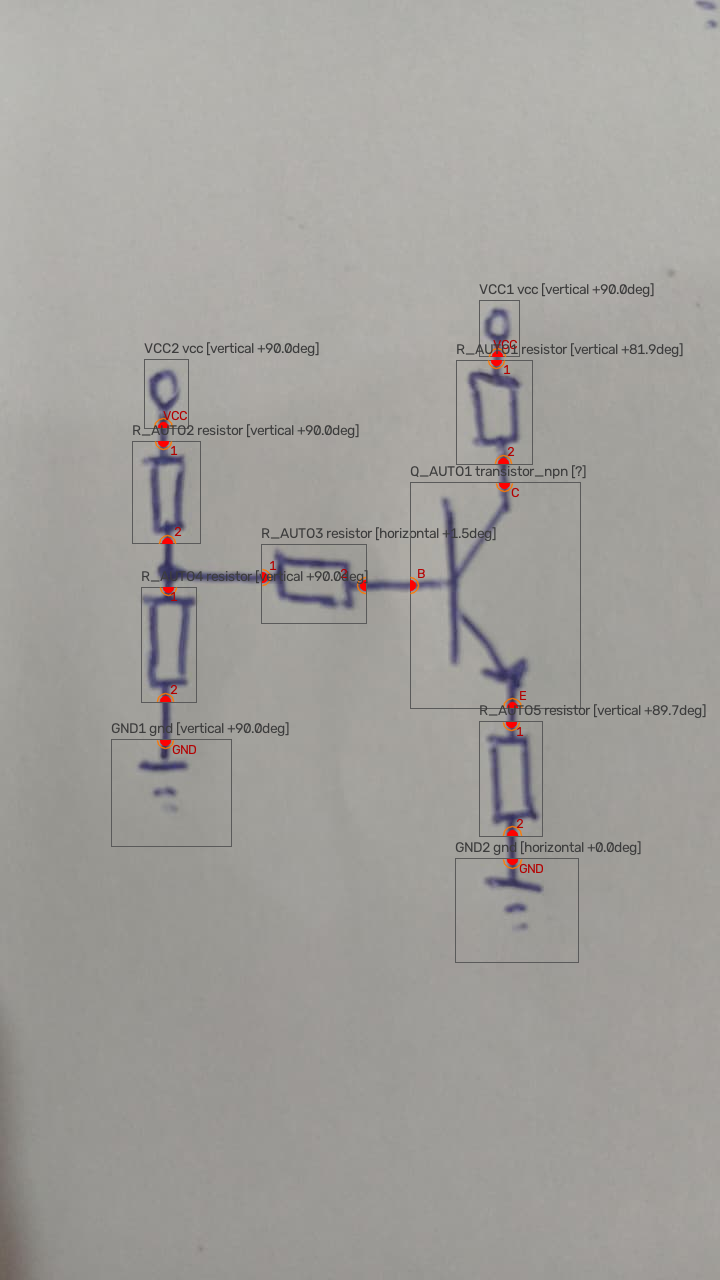 VCC1 vcc [vertical +90.0deg]
VCC
R_AUTO1 resistor [vertical +81.9deg]
1
2
VCC2 vcc [vertical +90.0deg]
VCC
R_AUTO2 resistor [vertical +90.0deg]
1
2
Q_AUTO1 transistor_npn [?]
C
B
E
R_AUTO3 resistor [horizontal +1.5deg]
1
2
R_AUTO4 resistor [vertical +90.0deg]
1
2
GND1 gnd [vertical +90.0deg]
GND
R_AUTO5 resistor [vertical +89.7deg]
1
2
GND2 gnd [horizontal +0.0deg]
GND